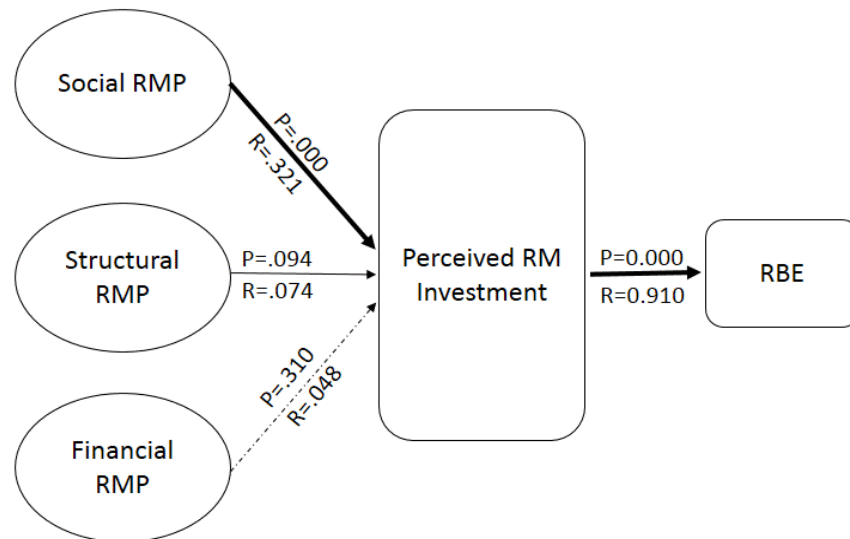 Social RMP
P=.000
R=.321
Structural
RMP
P=.094
R=.074
Perceived RM
Investment
P=0.000
R=0.910
RBE
P=.310
R=.048
Financial
RMP